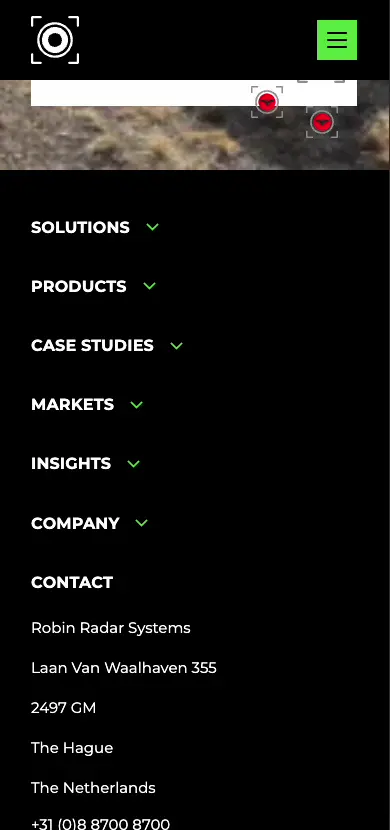 SOLUTIONS
PRODUCTS
CASE STUDIES
MARKETS
INSIGHTS
COMPANY
CONTACT
Robin Radar Systems
Laan Van Waalhaven 355
2497 GM
The Hague
The Netherlands
+31 (0)8 8700 8700